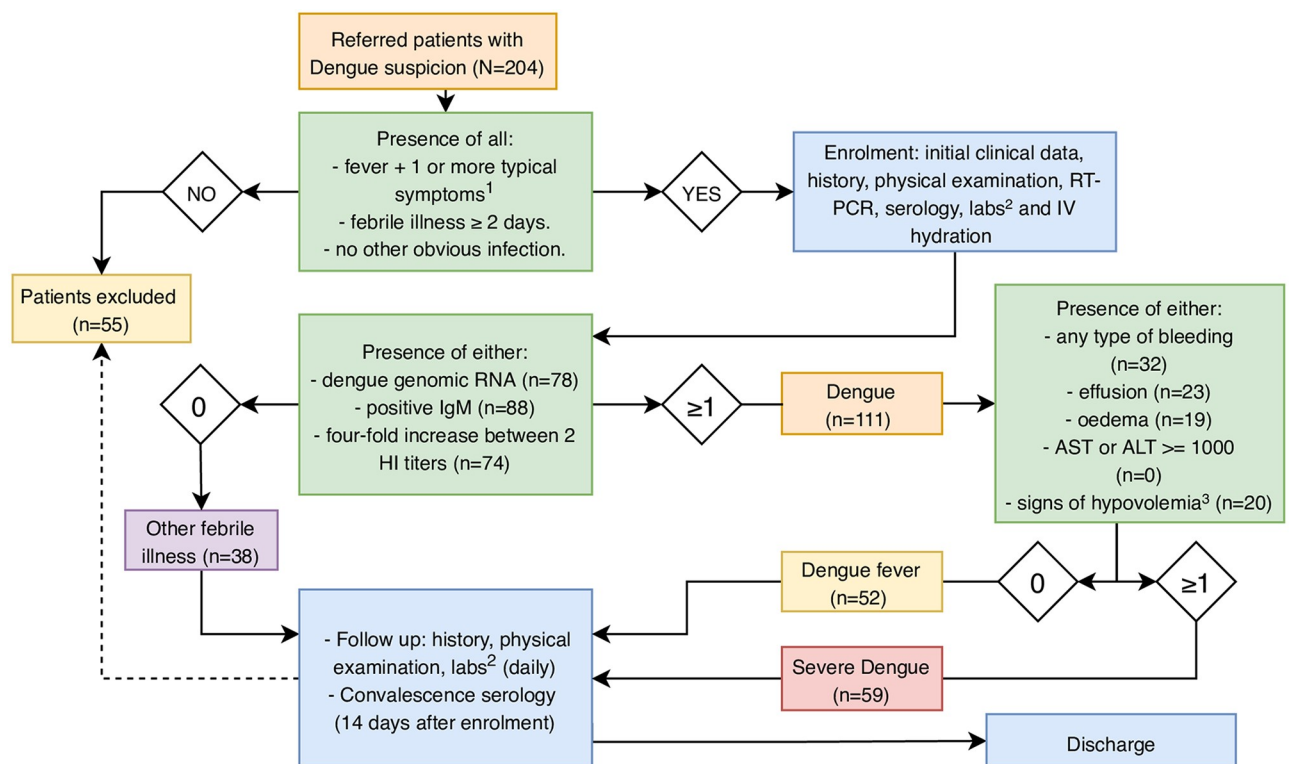 Referred patients with
Dengue suspicion (N=204)
Presence of all:
- fever + 1 or more typical
symptoms¹
- febrile illness ≥ 2 days.
- no other obvious infection.
NO
YES
Enrolment: initial clinical data,
history, physical examination, RT-
PCR, serology, labs² and IV
hydration
Patients excluded
(n=55)
Presence of either:
- dengue genomic RNA (n=78)
- positive IgM (n=88)
- four-fold increase between 2
HI titers (n=74)
0
≥1
Dengue
(n=111)
Presence of either:
- any type of bleeding
(n=32)
- effusion (n=23)
- oedema (n=19)
- AST or ALT >= 1000
(n=0)
- signs of hypovolemia³ (n=20)
Other febrile
illness (n=38)
Dengue fever
(n=52)
0
≥1
- Follow up: history, physical
examination, labs² (daily)
- Convalescence serology
(14 days after enrolment)
Severe Dengue
(n=59)
Discharge